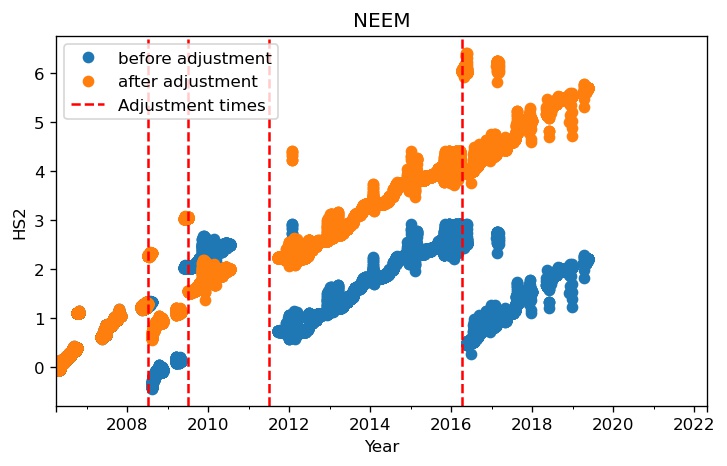 NEEM
before adjustment
after adjustment
Adjustment times
HS2
6
5
4
3
2
1
0
2008 2010 2012 2014 2016 2018 2020 2022
Year